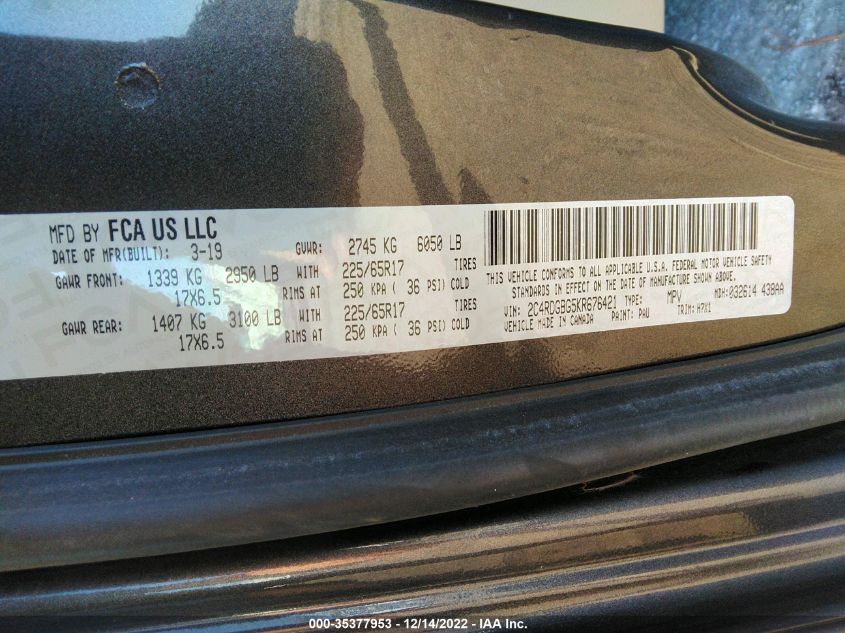 MFD BY FCA US LLC
DATE OF MFR(BUILT): 3-19 GVWR: 2745 KG 6050 LB
GAWR FRONT: 1339 KG 2950 LB WITH 225/65R17 TIRES
17X6.5 RIMS AT 250 KPA ( 36 PSI) COLD
GAWR REAR: 1407 KG 3100 LB WITH 225/65R17 TIRES
17X6.5 RIMS AT 250 KPA ( 36 PSI) COLD
THIS VEHICLE CONFORMS TO ALL APPLICABLE U.S.A. FEDERAL MOTOR VEHICLE SAFETY
STANDARDS IN EFFECT ON THE DATE OF MANUFACTURE SHOWN ABOVE.
VIN: 2C4RDGBG5KR676421 TYPE: MPV MDH:032614 438AA
VEHICLE MADE IN CANADA PAINT: PAU TRIM:A7X1
000-35377953 - 12/14/2022 - IAA Inc.